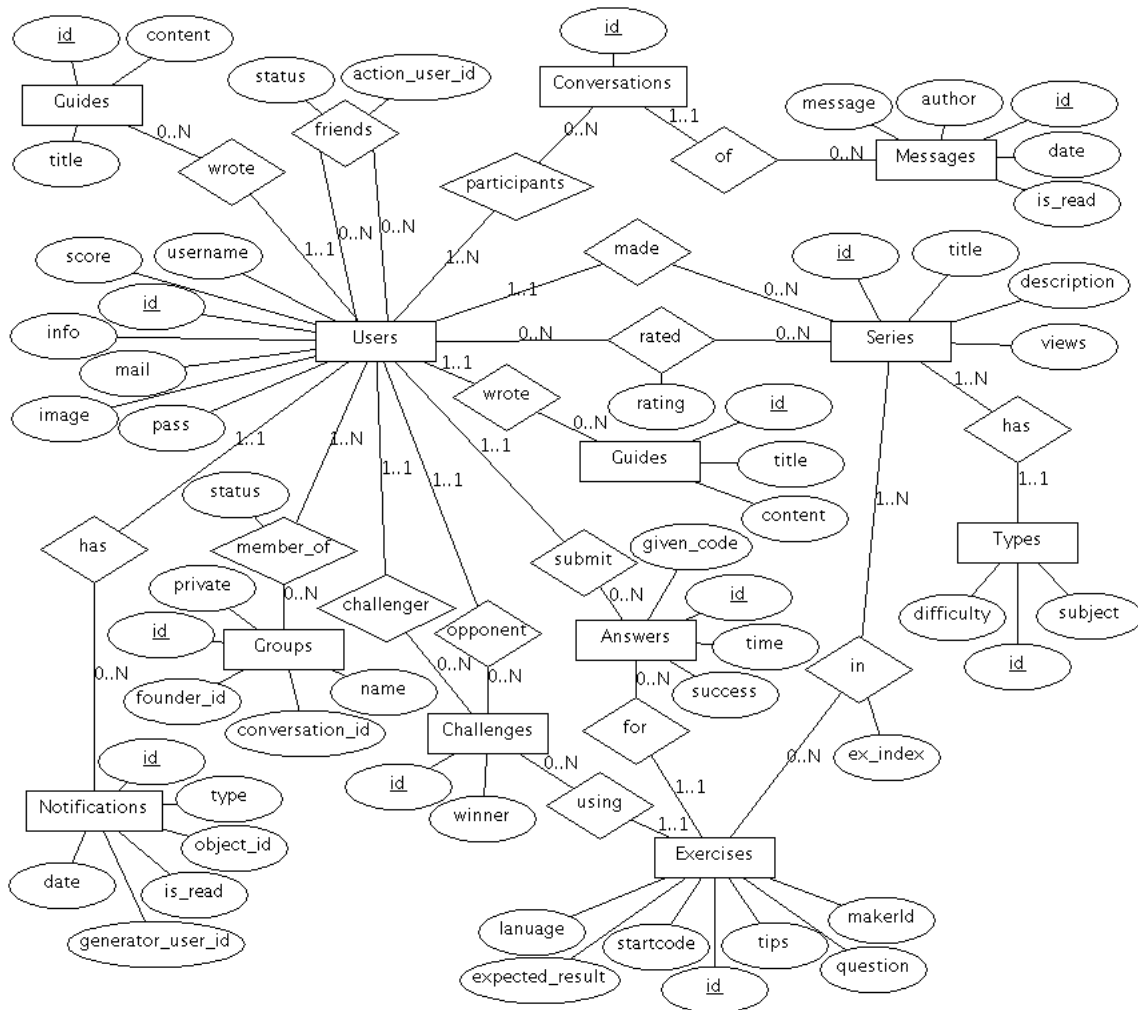 id
content
Guides
title
0..N
wrote
1..1
status
action_user_id
friends
0..N
0..N
id
Conversations
0..N
participants
1..N
1..1
of
0..N
message
author
id
Messages
date
is_read
score
username
id
info
mail
image
pass
Users
1..1
made
0..N
0..N
rated
0..N
rating
id
title
description
Series
views
1..1
wrote
0..N
id
Guides
title
content
1..N
has
1..1
Types
difficulty
subject
id
1..1
has
0..N
1..N
status
member_of
0..N
private
id
Groups
founder_id
name
conversation_id
1..1
challenger
0..N
1..1
opponent
0..N
Challenges
id
winner
1..1
submit
0..N
given_code
id
Answers
time
success
0..N
for
1..1
0..N
using
1..1
1..N
in
ex_index
0..N
id
Notifications
type
object_id
date
is_read
generator_user_id
Exercises
lanuage
expected_result
startcode
id
tips
question
makerId